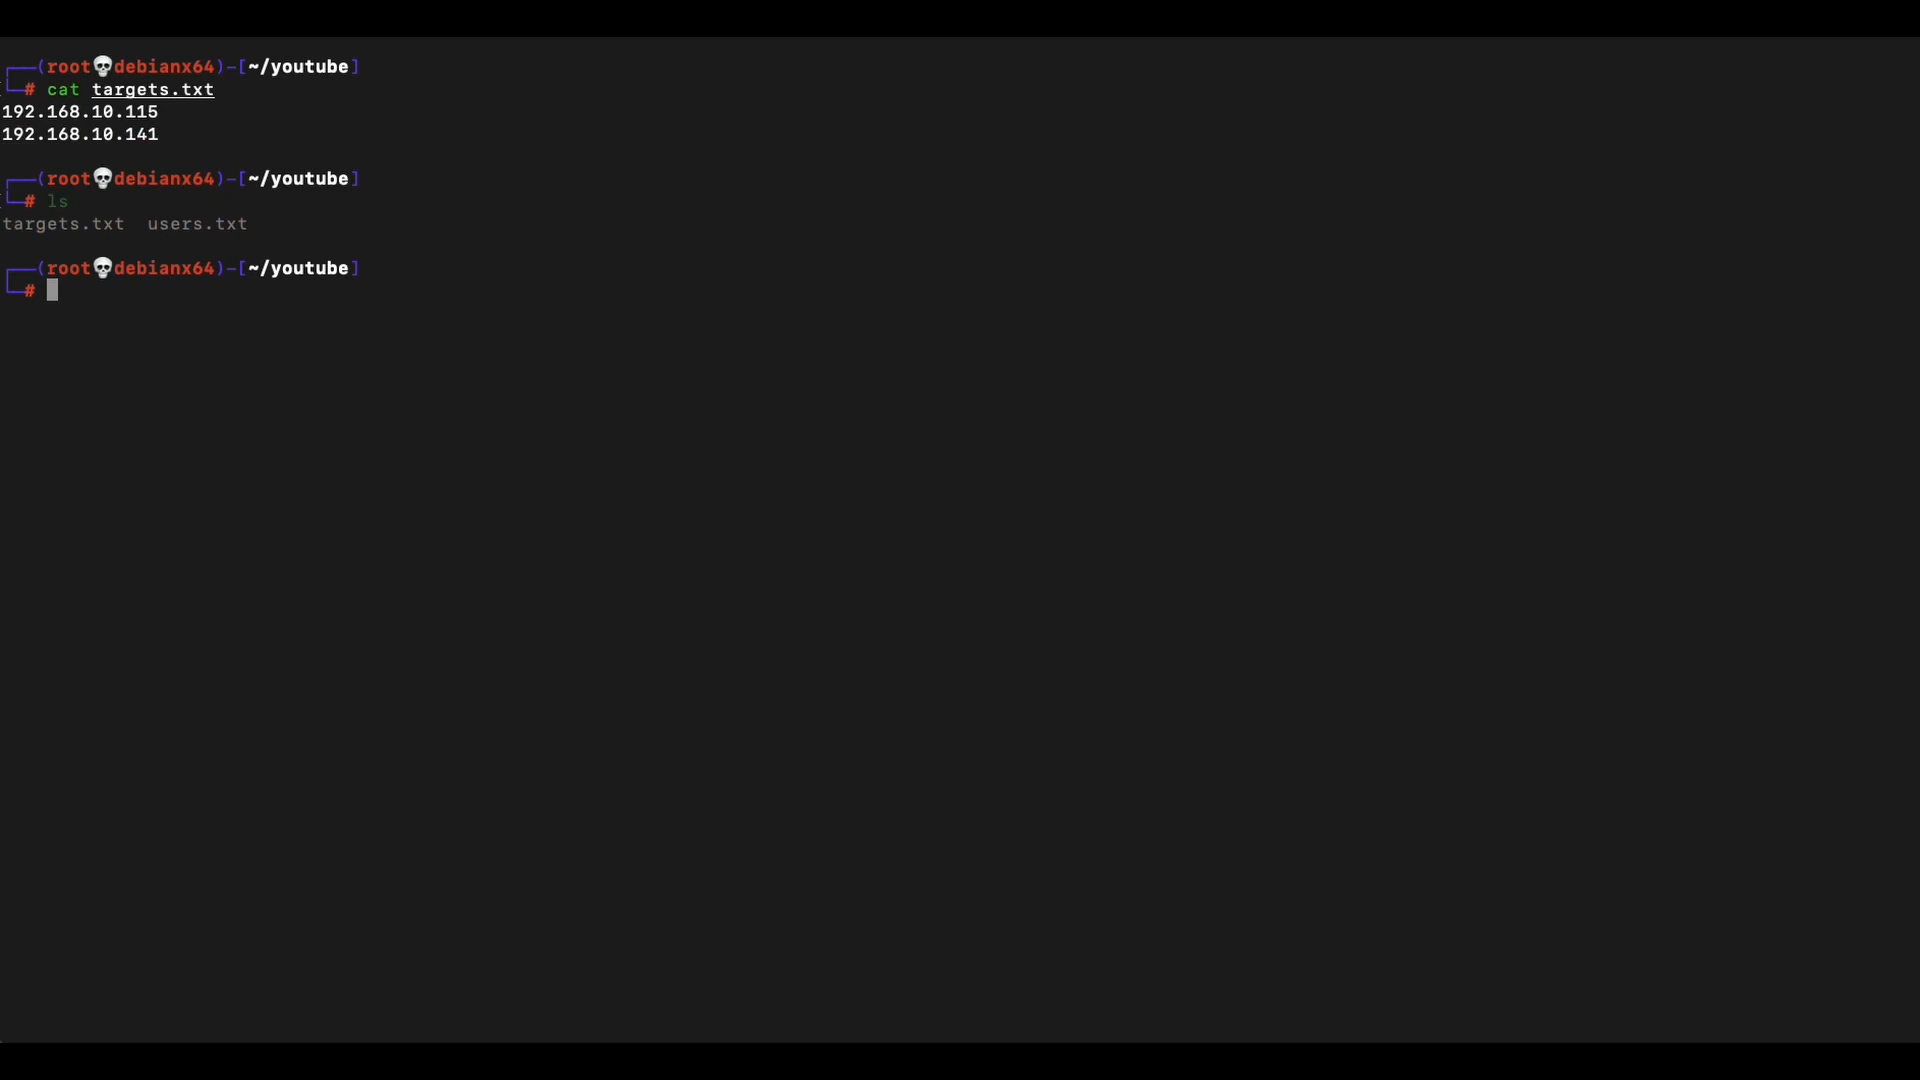 ┌──(root💀debianx64)-[~/youtube]
└─# cat targets.txt
192.168.10.115
192.168.10.141
┌──(root💀debianx64)-[~/youtube]
└─# ls
targets.txt  users.txt
┌──(root💀debianx64)-[~/youtube]
└─#